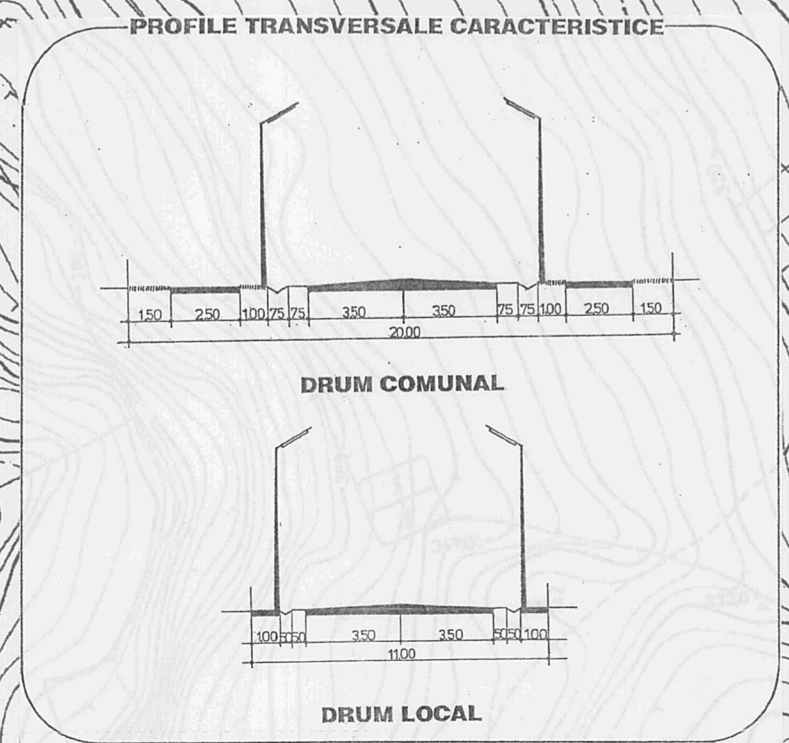 PROFILE TRANSVERSALE CARACTERISTICE
1.50 2.50 1.00 75 75 3.50 3.50 75 75 1.00 2.50 1.50
20.00
DRUM COMUNAL
1.00 50 50 3.50 3.50 50 50 1.00
11.00
DRUM LOCAL